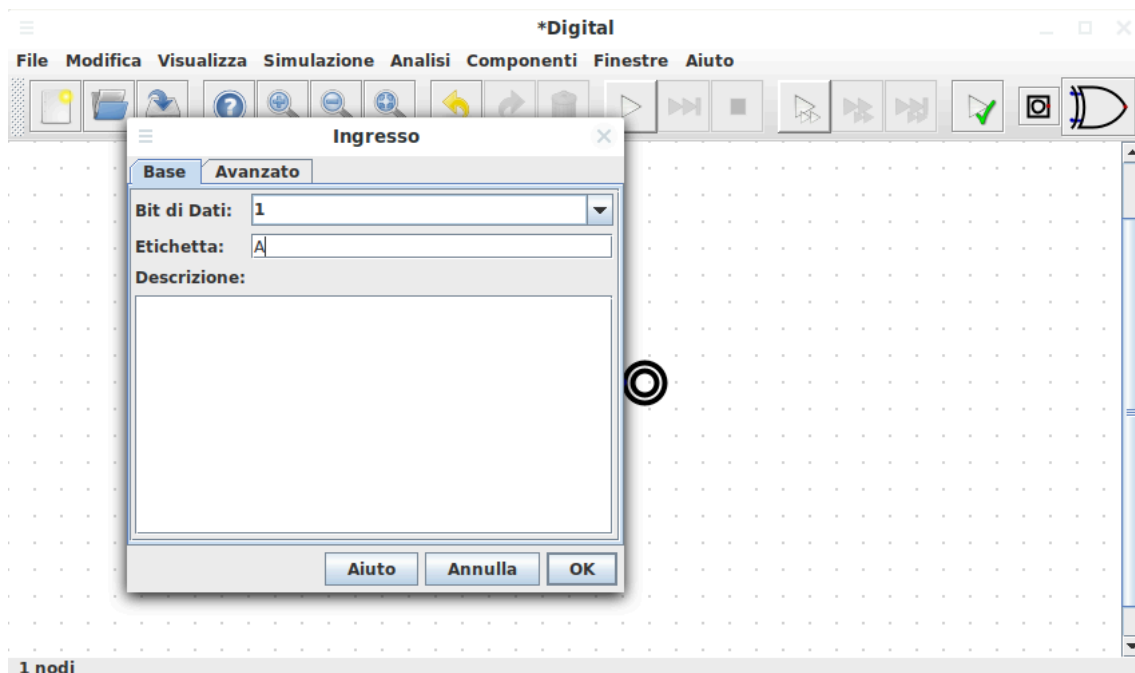 *Digital
File Modifica Visualizza Simulazione Analisi Componenti Finestre Aiuto
Ingresso
Base Avanzato
Bit di Dati: 1
Etichetta: A
Descrizione:
Aiuto Annulla OK
1 nodi